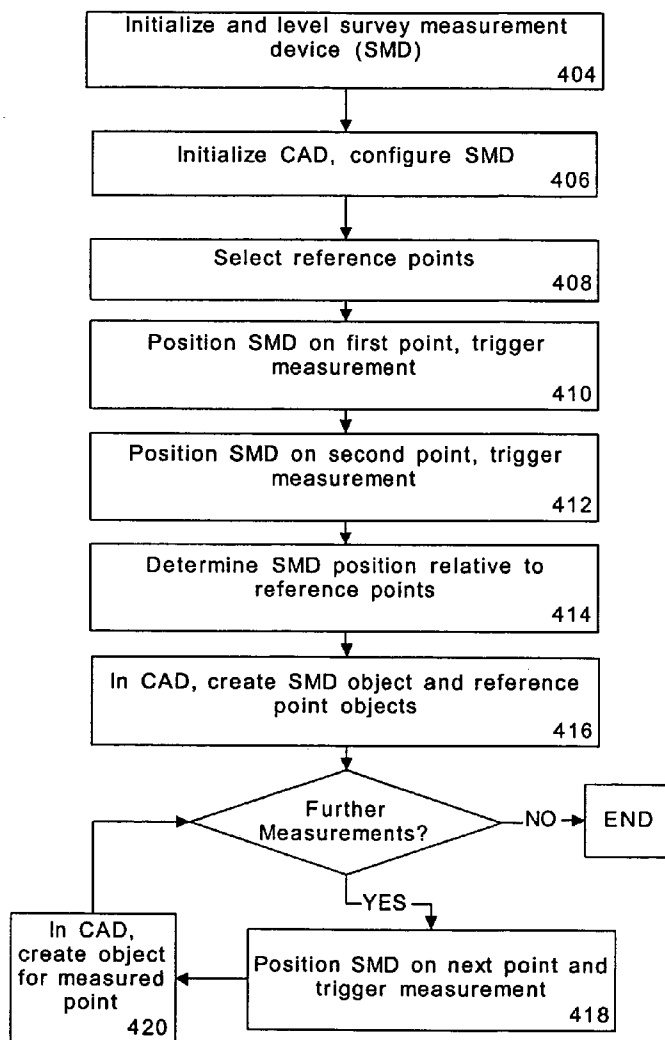 Initialize and level survey measurement
device (SMD)
404
Initialize CAD, configure SMD
406
Select reference points
408
Position SMD on first point, trigger
measurement
410
Position SMD on second point, trigger
measurement
412
Determine SMD position relative to
reference points
414
In CAD, create SMD object and reference
point objects
416
Further
Measurements?
NO
END
YES
Position SMD on next point and
trigger measurement
418
In CAD,
create object
for measured
point
420